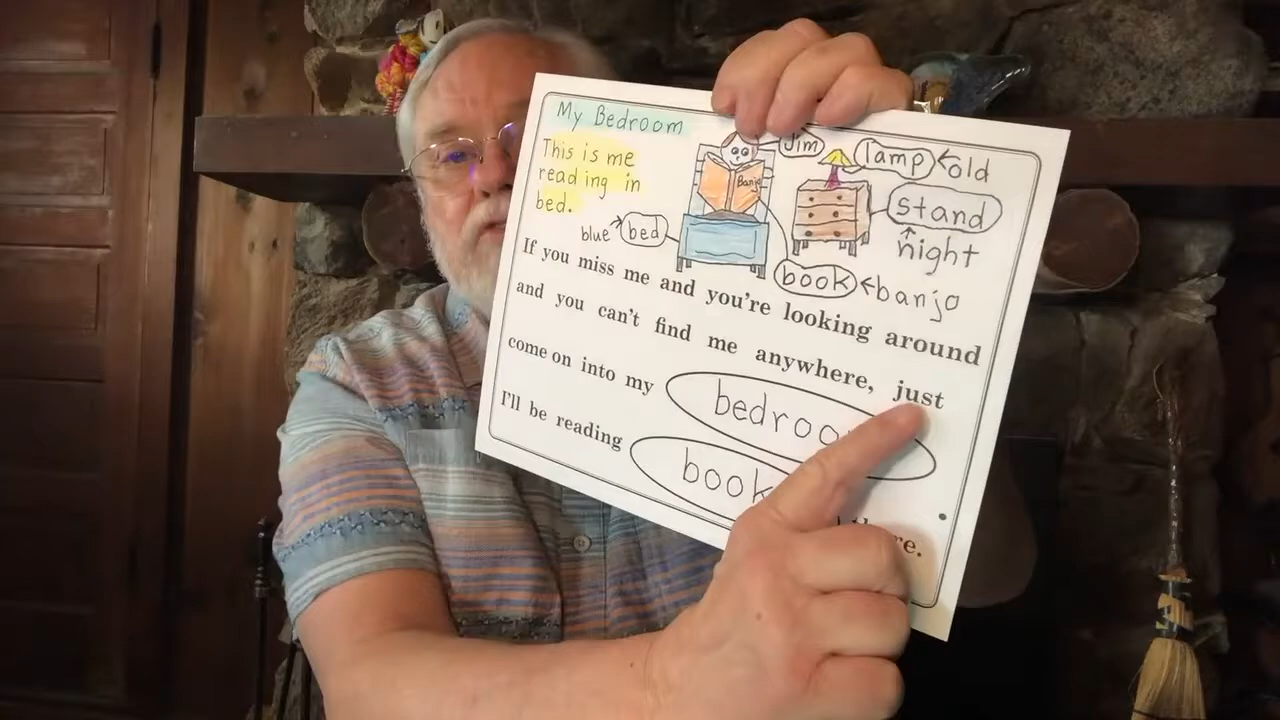 My Bedroom
This is me
reading in
bed.
Jim
Banjo
lamp old
stand
night
blue bed
book banjo
If you miss me and you're looking around
and you can't find me anywhere, just
come on into my
I'll be reading book